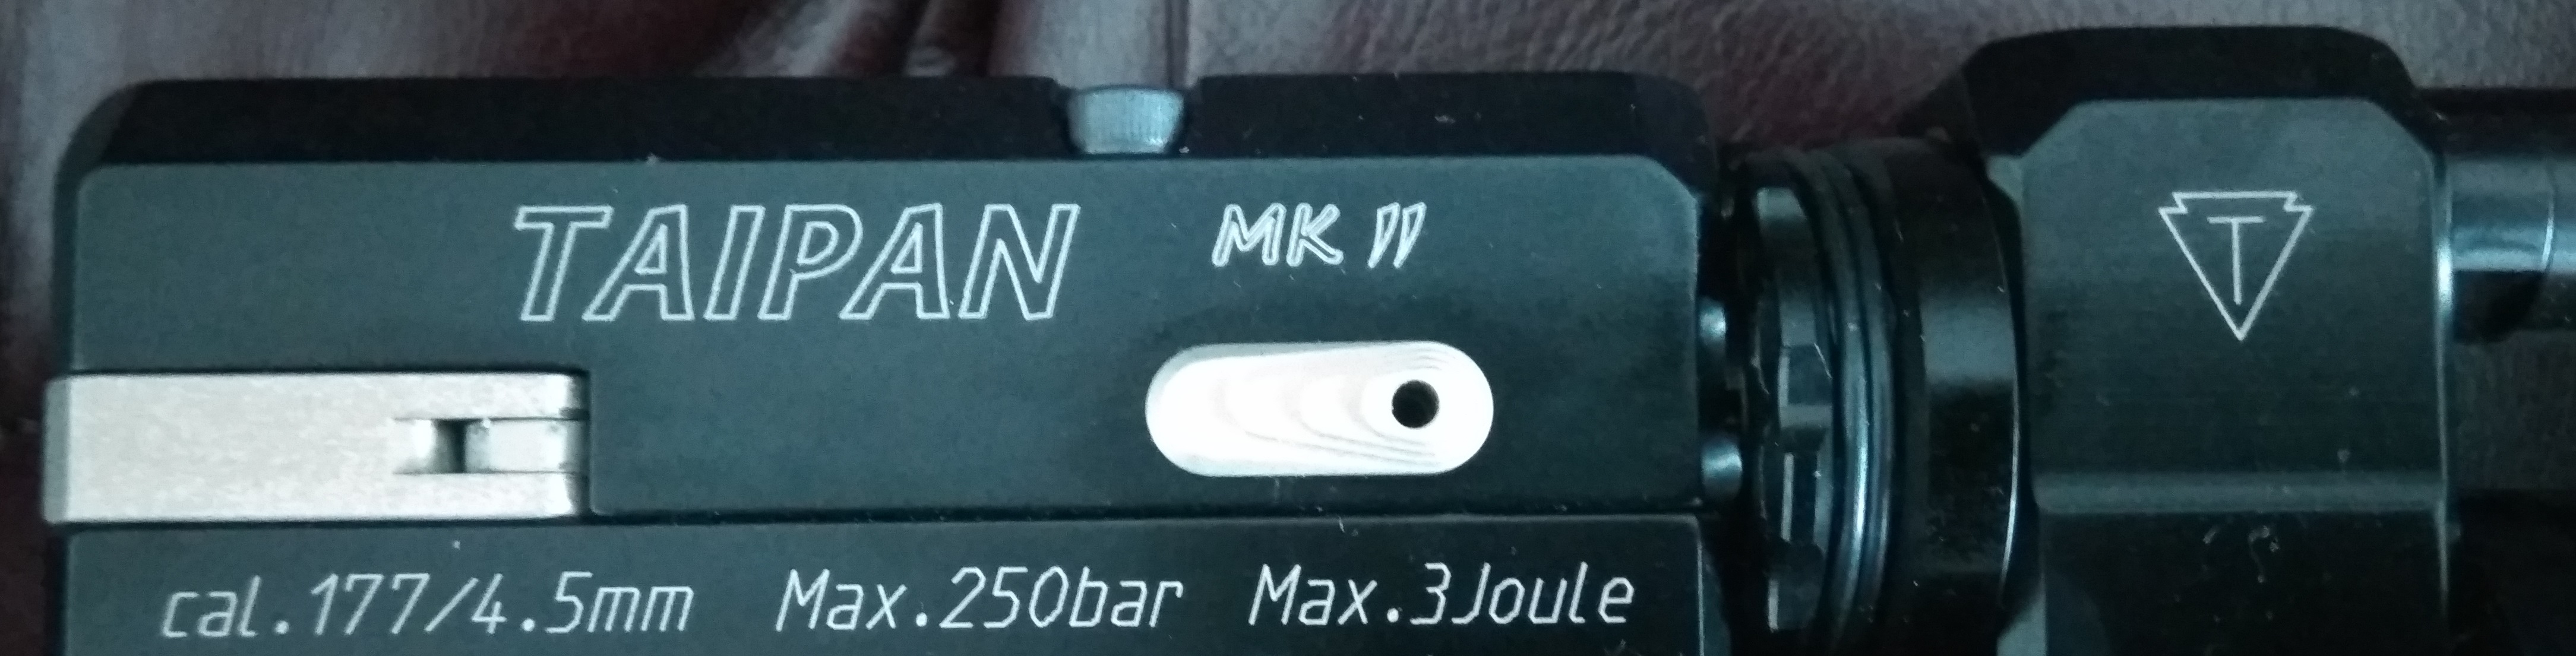 TAIPAN MK II
T
cal.177/4.5mm Max.250bar Max.3Joule